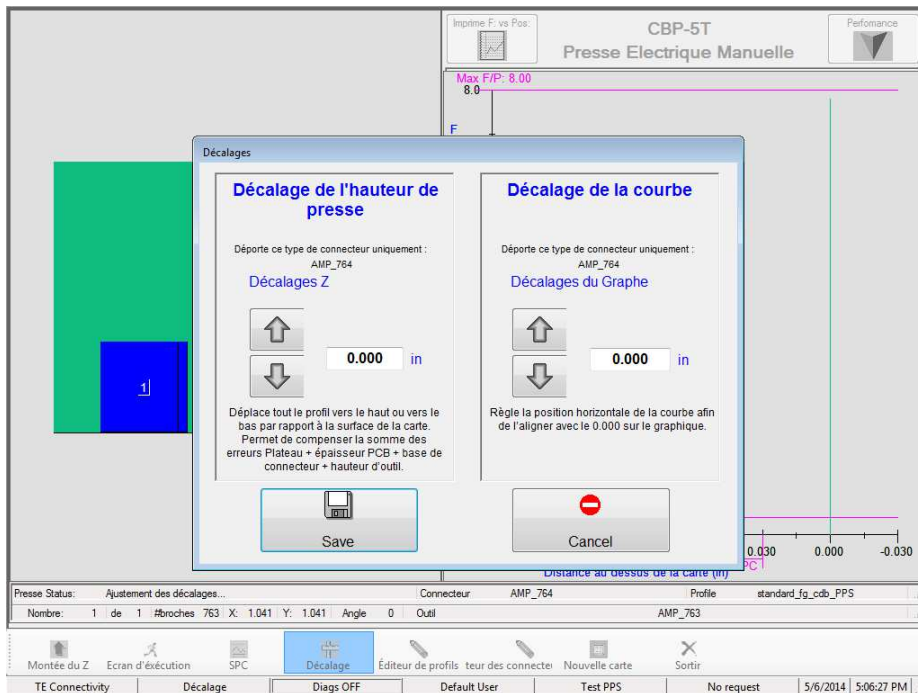 Imprime F: vs Pos:
CBP-5T
Presse Electrique Manuelle
Perfomance
Max F/P: 8.00
8.0
F
Décalages
Décalage de l'hauteur de
presse
Déporte ce type de connecteur uniquement :
AMP_764
Décalages Z
0.000 in
Déplace tout le profil vers le haut ou vers le
bas par rapport à la surface de la carte.
Permet de compenser la somme des
erreurs Plateau + épaisseur PCB + base de
connecteur + hauteur d'outil.
Save
Décalage de la courbe
Déporte ce type de connecteur uniquement :
AMP_764
Décalages du Graphe
0.000 in
Règle la position horizontale de la courbe afin
de l'aligner avec le 0.000 sur le graphique.
Cancel
1
0.030 0.000 -0.030
PC
Distance au dessus de la carte (in)
Presse Status: Ajustement des décalages... Connecteur AMP_764 Profile standard_fg_cdb_PPS
Nombre: 1 de 1 #broches 763 X: 1.041 Y: 1.041 Angle 0 Outil AMP_763
Montée du Z Ecran d'éxécution SPC Décalage Éditeur de profils teur des connecte Nouvelle carte Sortir
TE Connectivity Décalage Diags OFF Default User Test PPS No request 5/6/2014 5:06:27 PM